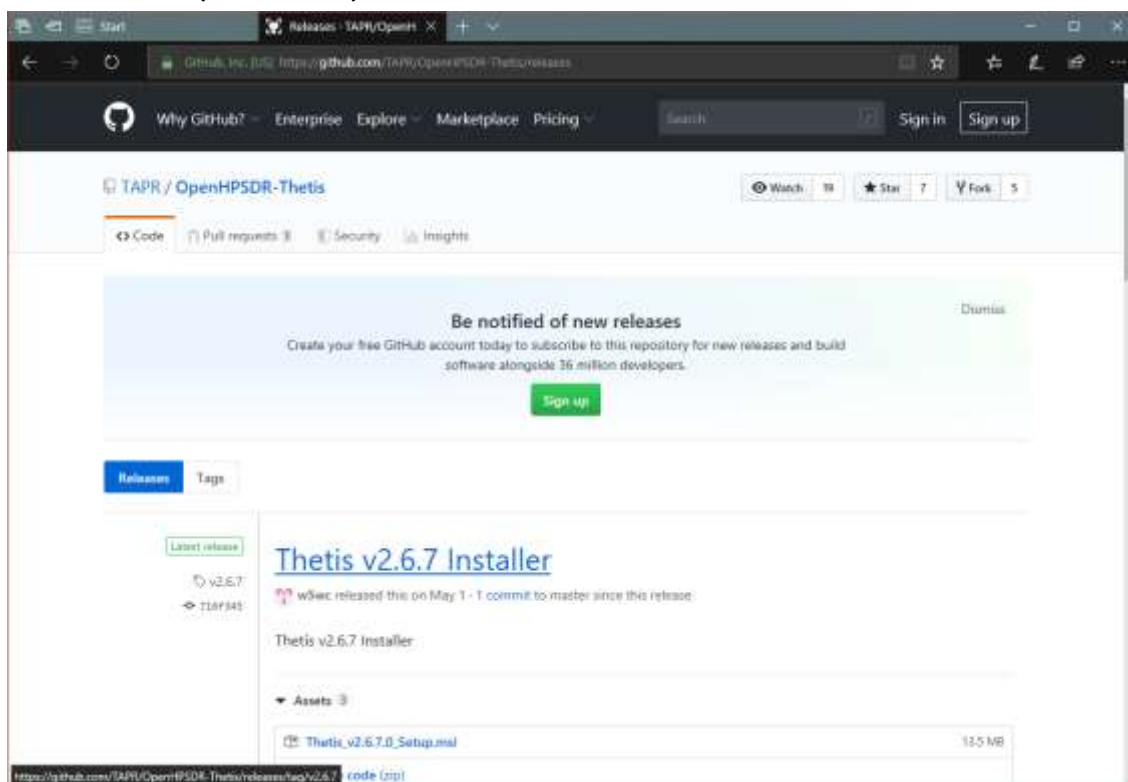 Start
Releases · TAPR/OpenH
GitHub, Inc. [US] https://github.com/TAPR/OpenHPSDR-Thetis/releases
Why GitHub? Enterprise Explore Marketplace Pricing Search Sign in Sign up
TAPR / OpenHPSDR-Thetis
Watch 19 Star 7 Fork 5
Code Pull requests Security Insights
Be notified of new releases
Dismiss
Create your free GitHub account today to subscribe to this repository for new releases and build
software alongside 36 million developers.
Sign up
Releases Tags
Latest release
Thetis v2.6.7 Installer
v2.6.7
released this on May 1 · 1 commit to master since this release
Thetis v2.6.7 Installer
Assets 3
Thetis_v2.6.7.0_Setup.msi 13.5 MB
code (zip)
https://github.com/TAPR/OpenHPSDR-Thetis/releases/tag/v2.6.7